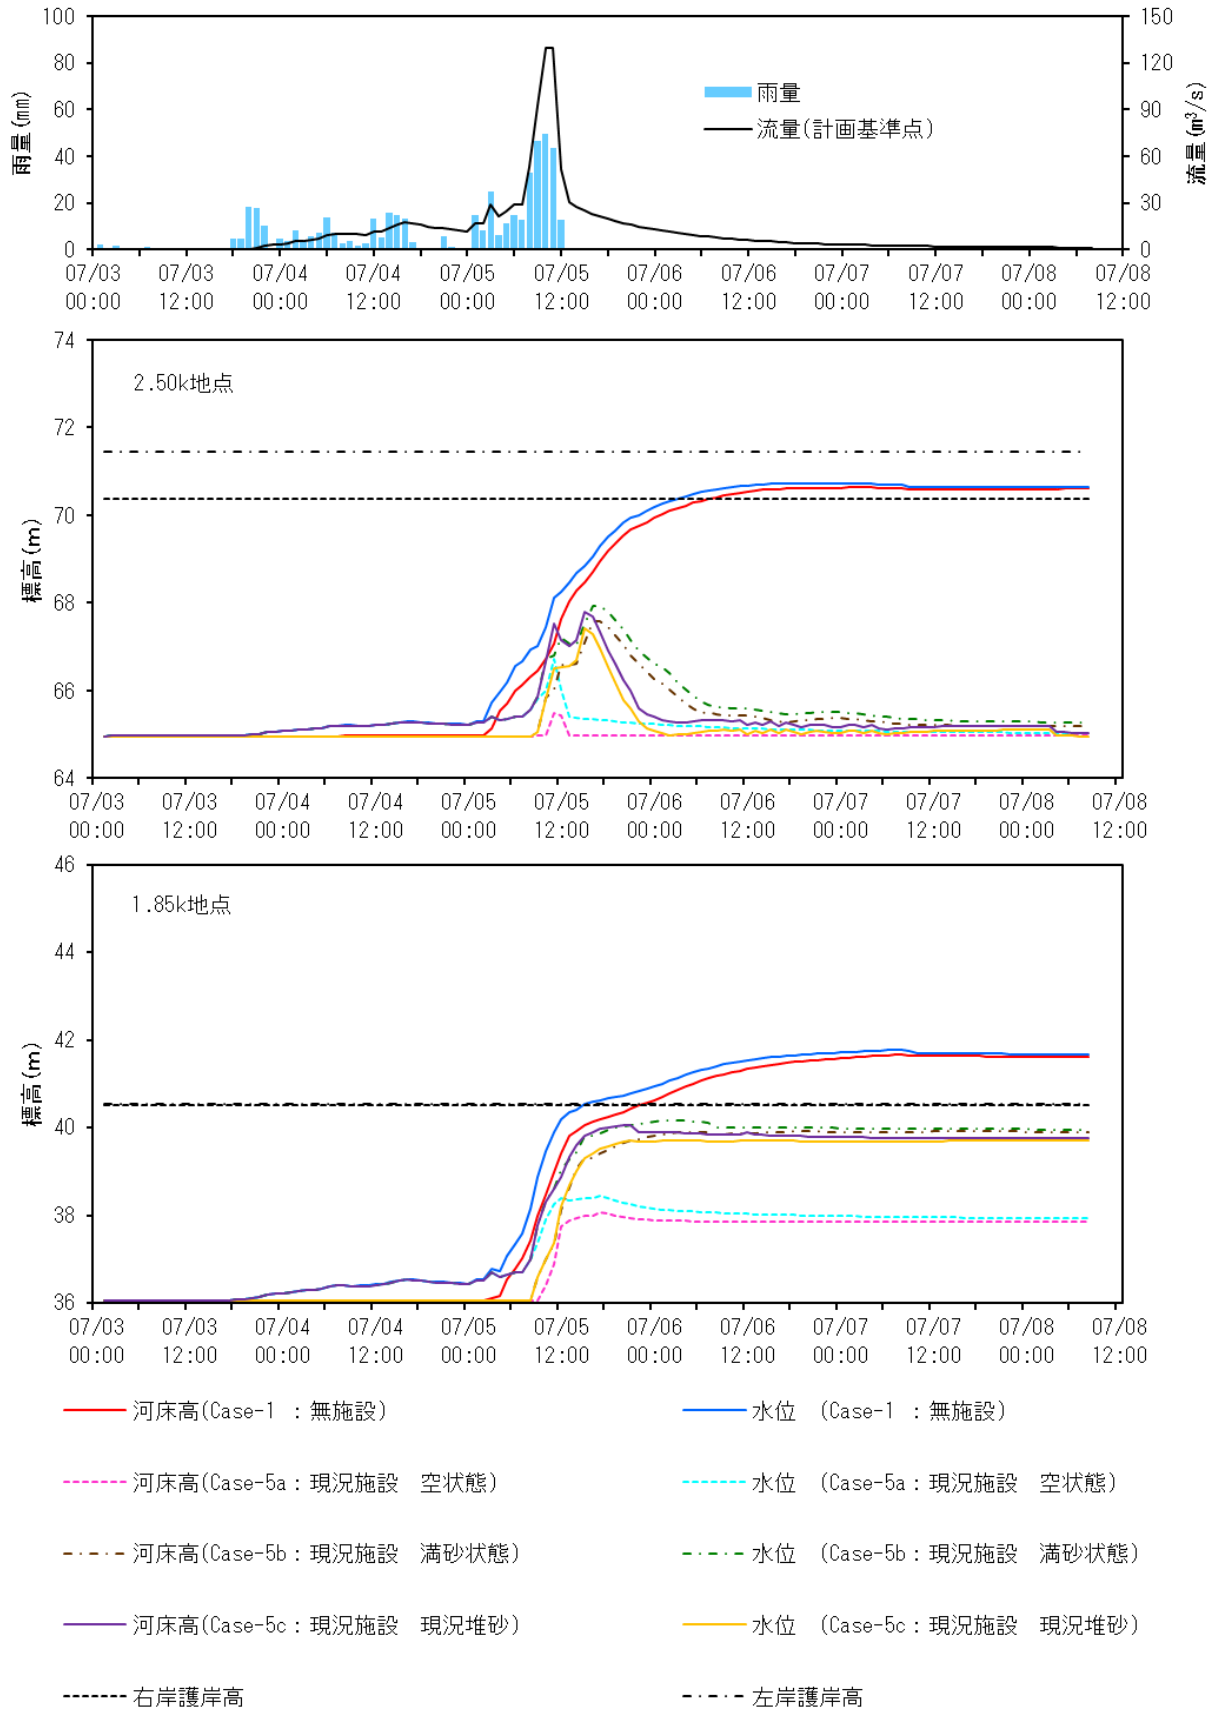 100
80
60
40
20
0
雨量(mm)
150
120
90
60
30
0
流量(m³/s)
雨量
流量(計画基準点)
07/03 07/03 07/04 07/04 07/05 07/05 07/06 07/06 07/07 07/07 07/08 07/08
00:00 12:00 00:00 12:00 00:00 12:00 00:00 12:00 00:00 12:00 00:00 12:00
74
72
70
68
66
64
標高(m)
2.50k地点
07/03 07/03 07/04 07/04 07/05 07/05 07/06 07/06 07/07 07/07 07/08 07/08
00:00 12:00 00:00 12:00 00:00 12:00 00:00 12:00 00:00 12:00 00:00 12:00
46
44
42
40
38
36
標高(m)
1.85k地点
07/03 07/03 07/04 07/04 07/05 07/05 07/06 07/06 07/07 07/07 07/08 07/08
00:00 12:00 00:00 12:00 00:00 12:00 00:00 12:00 00:00 12:00 00:00 12:00
河床高(Case-1 :無施設)
水位 (Case-1 :無施設)
河床高(Case-5a:現況施設 空状態)
水位 (Case-5a:現況施設 空状態)
河床高(Case-5b:現況施設 満砂状態)
水位 (Case-5b:現況施設 満砂状態)
河床高(Case-5c:現況施設 現況堆砂)
水位 (Case-5c:現況施設 現況堆砂)
右岸護岸高
左岸護岸高